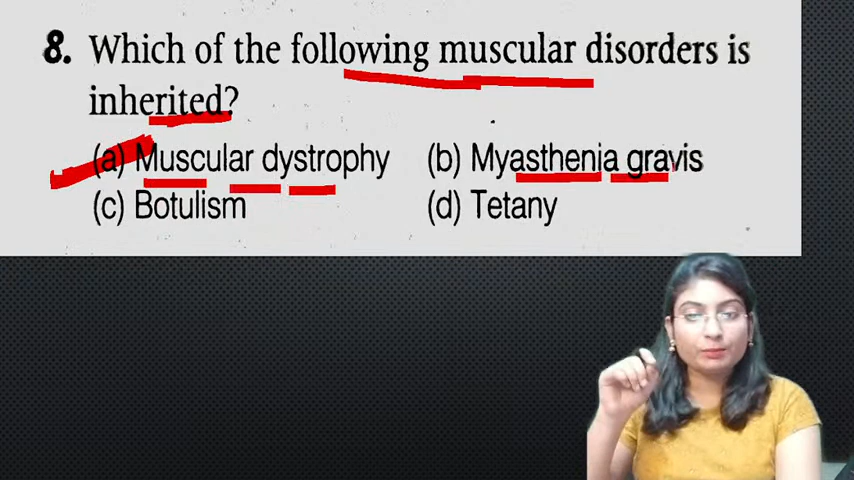 8. Which of the following muscular disorders is
inherited?
(a) Muscular dystrophy (b) Myasthenia gravis
(c) Botulism (d) Tetany